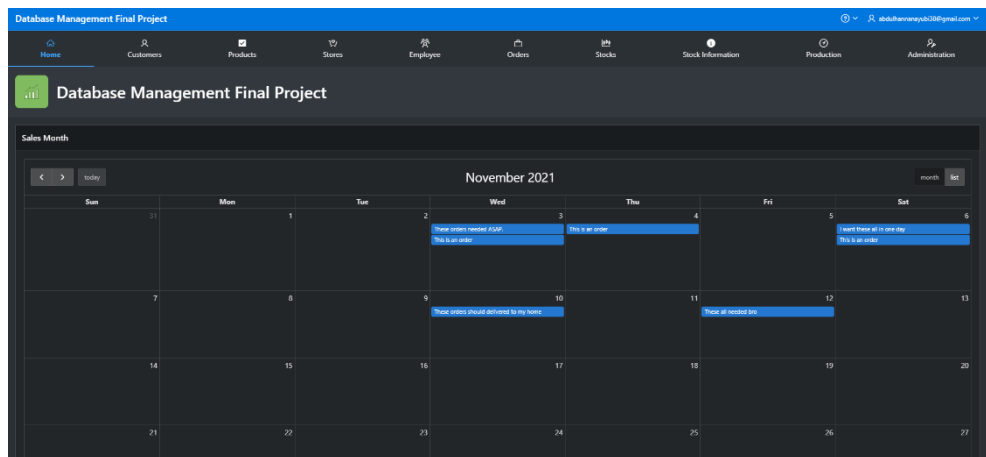 Database Management Final Project
abdulhannanayubi30@gmail.com
Home Customers Products Stores Employee Orders Stocks Stock Information Production Administration
Database Management Final Project
Sales Month
today November 2021 month list
Sun Mon Tue Wed Thu Fri Sat
31 1 2 3 4 5 6
These orders needed ASAP. This is an order I want these all in one day
This is an order This is an order
7 8 9 10 11 12 13
These orders should delivered to my home These all needed bro
14 15 16 17 18 19 20
21 22 23 24 25 26 27